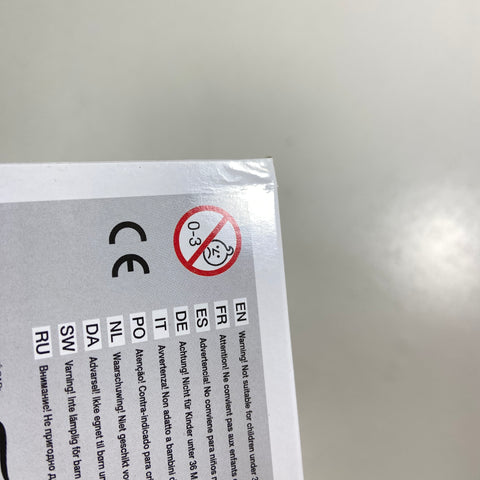 CE
0-3
EN Warning! Not suitable for children under 3
FR Attention! Ne convient pas aux enfants
ES Advertencia! No conviene para niños
DE Achtung! Nicht für Kinder unter 36 M
IT Avvertenza! Non adatto a bambini
PO Atenção! Contra-indicado para
NL Waarschuwing! Niet geschikt
DA Advarsel! Ikke egnet til børn
SW Varning! Inte lämplig för barn
RU Внимание! Не пригодно